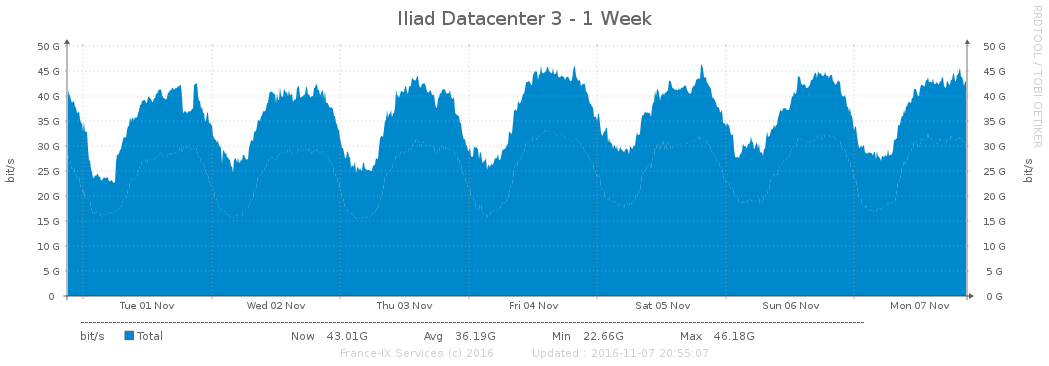 Iliad Datacenter 3 - 1 Week
RRDTOOL / TOBI OETIKER
50 G 50 G
45 G 45 G
40 G 40 G
35 G 35 G
30 G 30 G
25 G 25 G
20 G 20 G
15 G 15 G
10 G 10 G
5 G 5 G
0 0 G
bit/s bit/s
Tue 01 Nov Wed 02 Nov Thu 03 Nov Fri 04 Nov Sat 05 Nov Sun 06 Nov Mon 07 Nov
bit/s Total Now 43.01G Avg 36.19G Min 22.66G Max 46.18G
France-IX Services (c) 2016 Updated : 2016-11-07 20:55:07